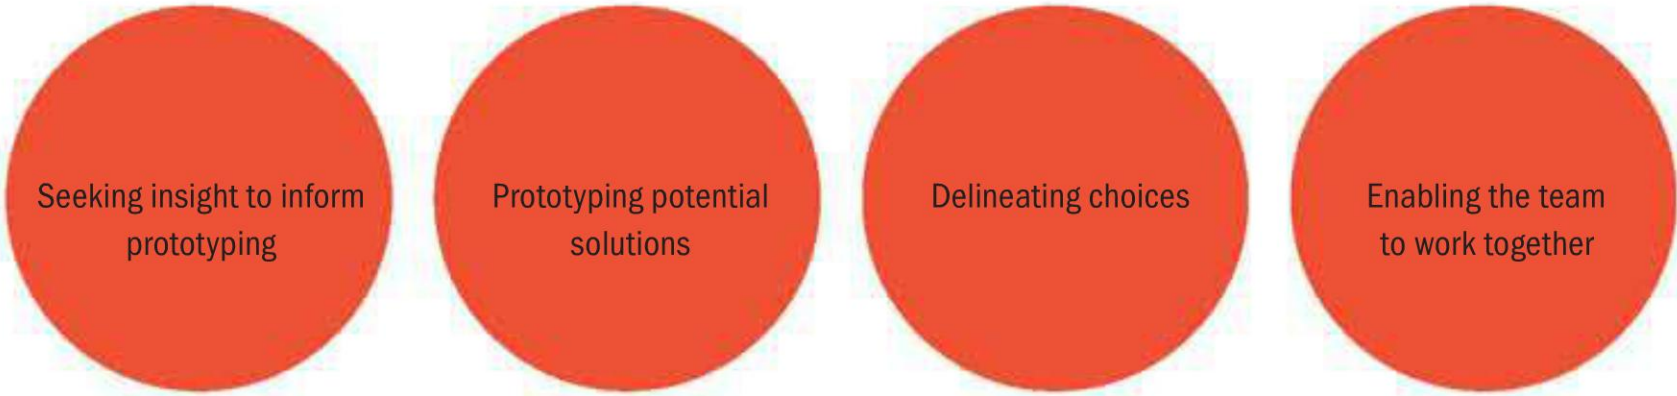 Seeking insight to inform
prototyping
Prototyping potential
solutions
Delineating choices
Enabling the team
to work together